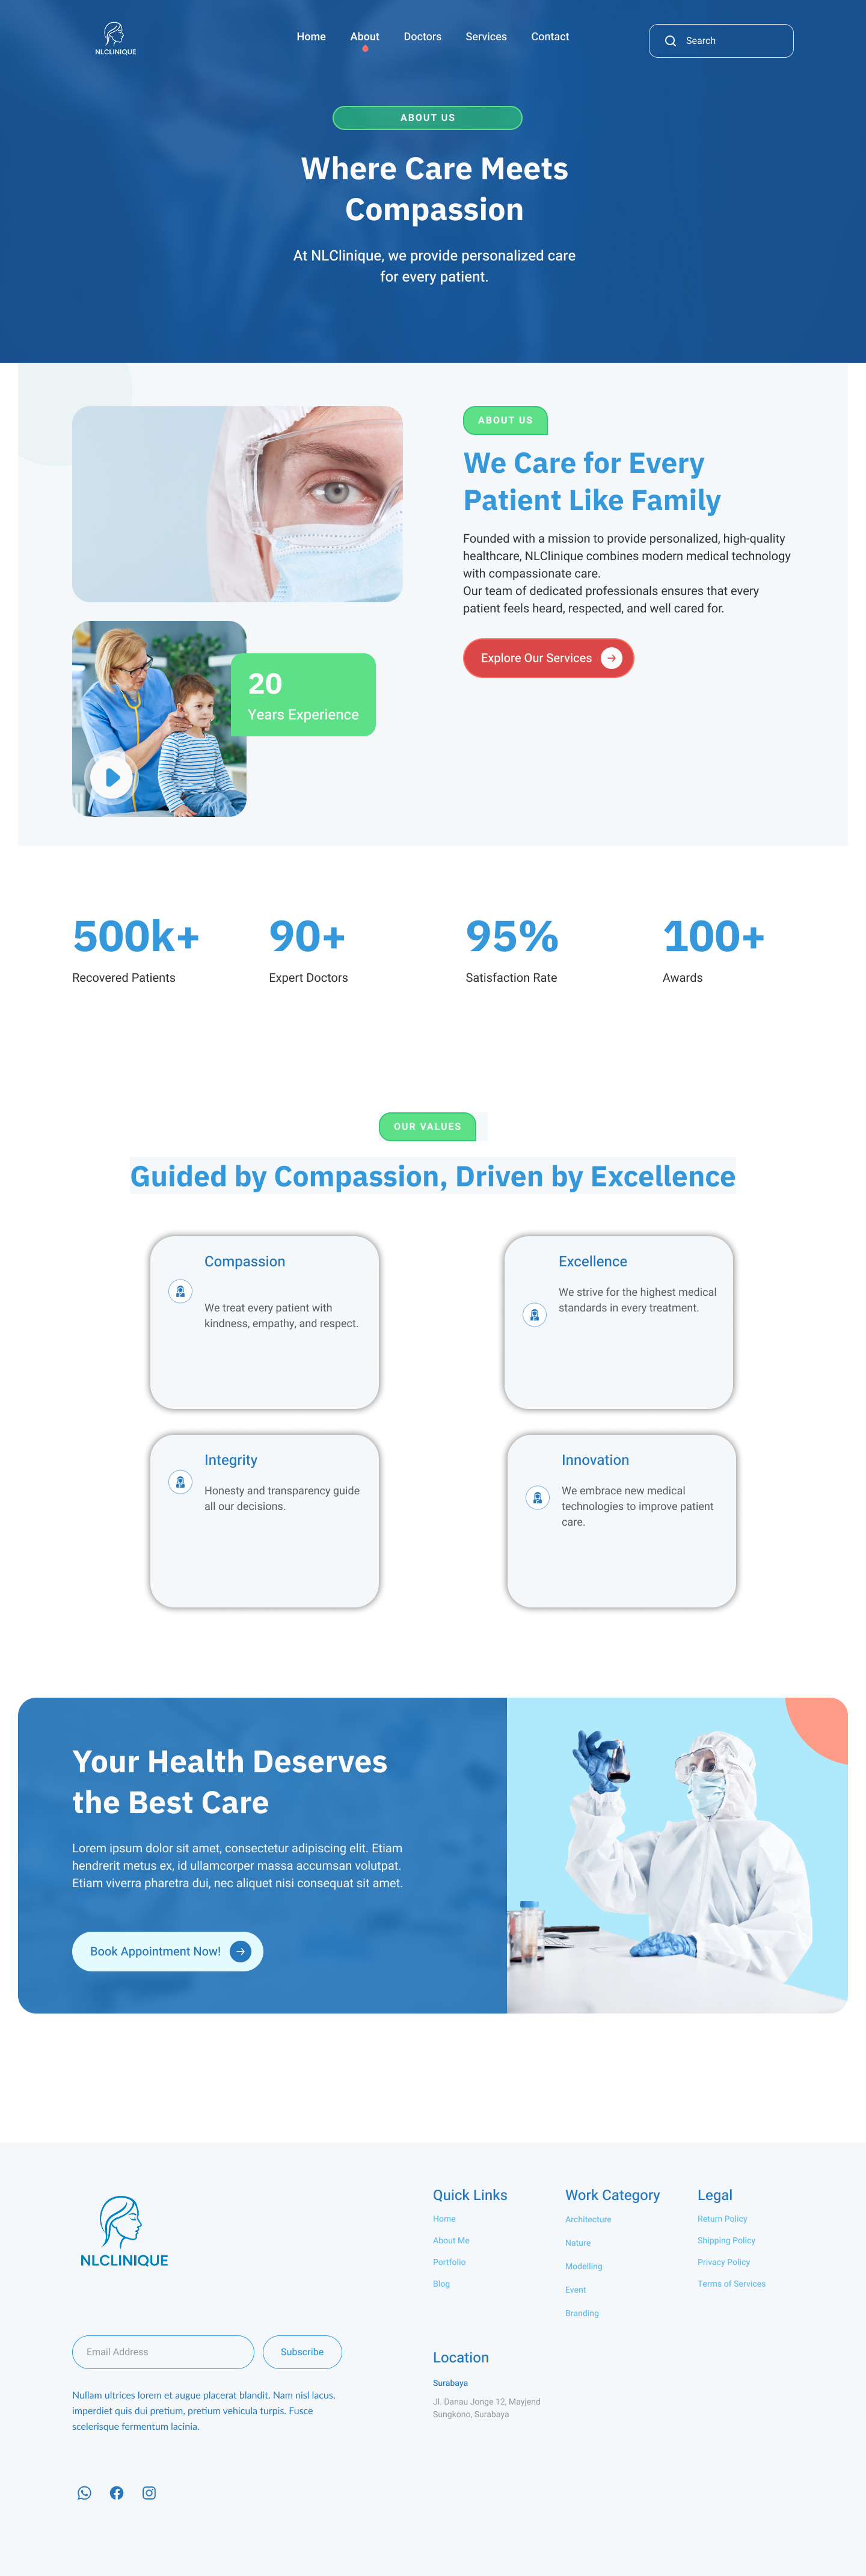 NLCLINIQUE
Home
About
Doctors
Services
Contact
Search
ABOUT US
Where Care Meets
Compassion
At NLClinique, we provide personalized care
for every patient.
ABOUT US
We Care for Every
Patient Like Family
Founded with a mission to provide personalized, high-quality
healthcare, NLClinique combines modern medical technology
with compassionate care.
Our team of dedicated professionals ensures that every
patient feels heard, respected, and well cared for.
Explore Our Services
20
Years Experience
500k+
Recovered Patients
90+
Expert Doctors
95%
Satisfaction Rate
100+
Awards
OUR VALUES
Guided by Compassion, Driven by Excellence
Compassion
We treat every patient with
kindness, empathy, and respect.
Excellence
We strive for the highest medical
standards in every treatment.
Integrity
Honesty and transparency guide
all our decisions.
Innovation
We embrace new medical
technologies to improve patient
care.
Your Health Deserves
the Best Care
Lorem ipsum dolor sit amet, consectetur adipiscing elit. Etiam
hendrerit metus ex, id ullamcorper massa accumsan volutpat.
Etiam viverra pharetra dui, nec aliquet nisi consequat sit amet.
Book Appointment Now!
NLCLINIQUE
Email Address
Subscribe
Nullam ultrices lorem et augue placerat blandit. Nam nisl lacus,
imperdiet quis dui pretium, pretium vehicula turpis. Fusce
scelerisque fermentum lacinia.
Quick Links
Home
About Me
Portfolio
Blog
Work Category
Architecture
Nature
Modelling
Event
Branding
Legal
Return Policy
Shipping Policy
Privacy Policy
Terms of Services
Location
Surabaya
Jl. Danau Jonge 12, Mayjend
Sungkono, Surabaya